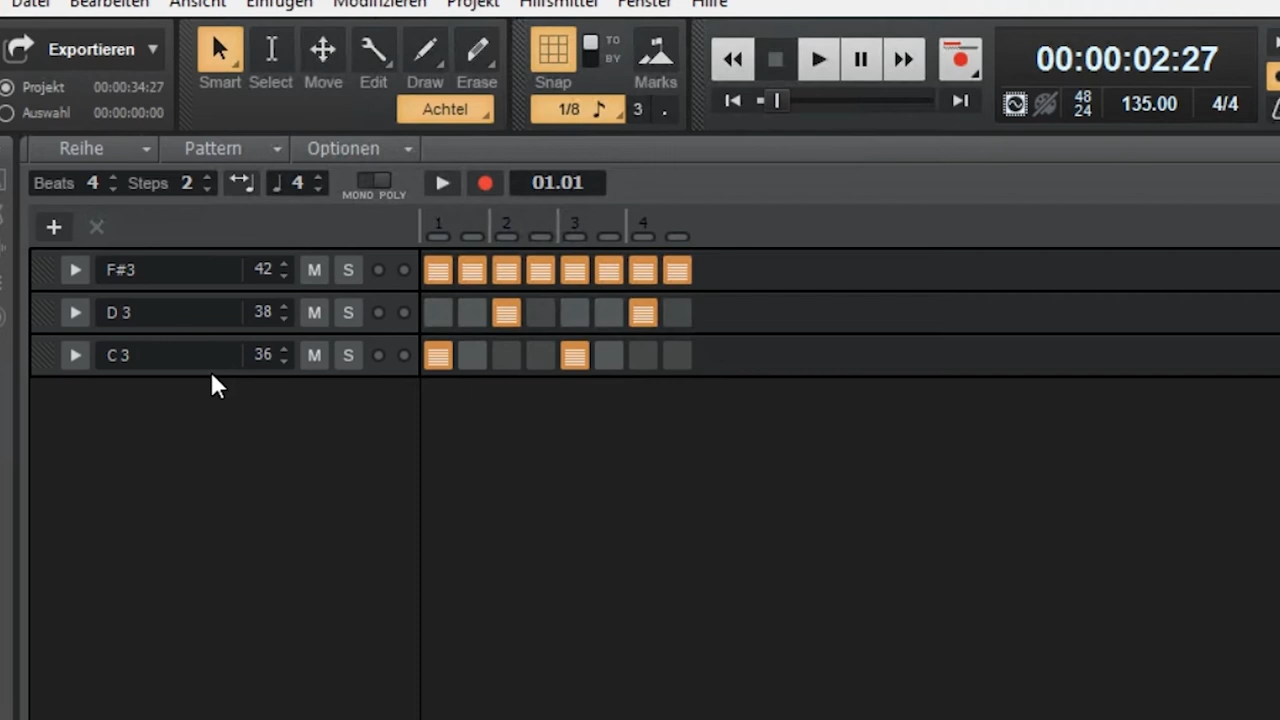 Datei Bearbeiten Ansicht Einfügen Modifizieren Projekt Hilfsmittel Fenster Hilfe
Exportieren
Projekt 00:00:34:27
Auswahl 00:00:00:00
Smart Select Move Edit Draw Erase
Achtel
Snap TO BY Marks
1/8 3 .
00:00:02:27
48 24 135.00 4/4
Reihe Pattern Optionen
Beats 4 Steps 2 4 MONO POLY 01.01
1 2 3 4
F#3 42 M S
D 3 38 M S
C 3 36 M S